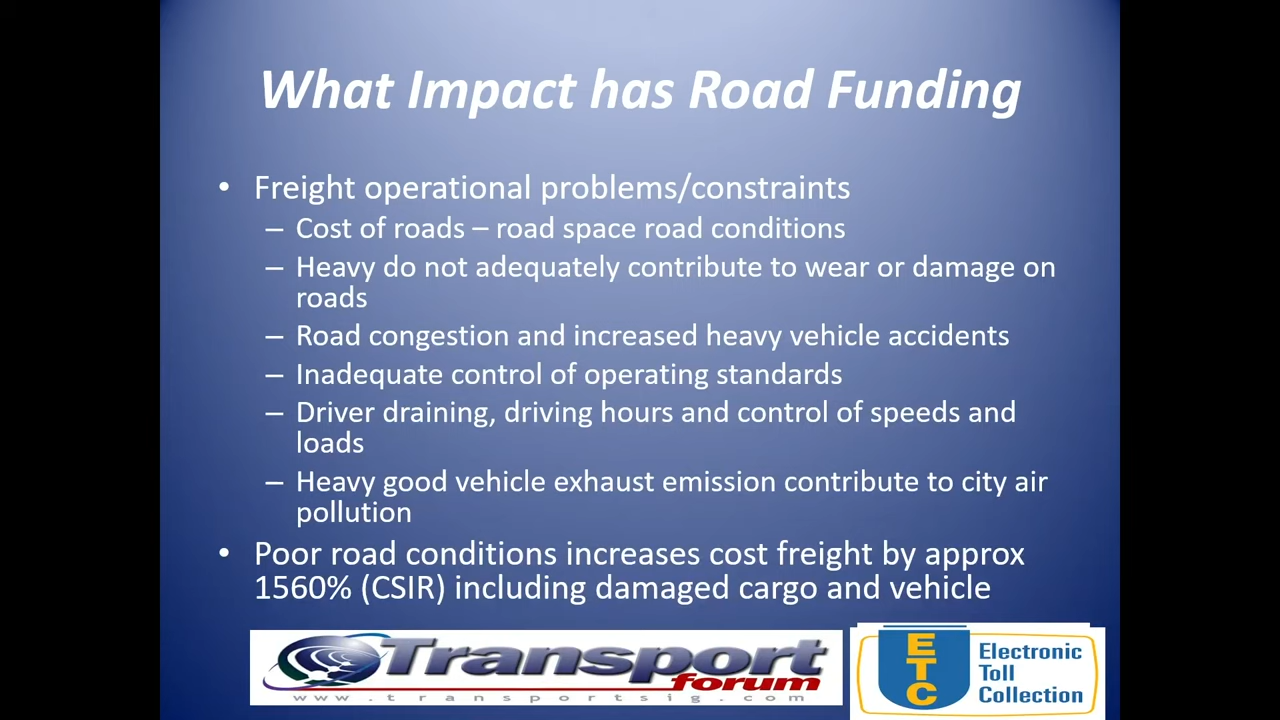 What Impact has Road Funding
• Freight operational problems/constraints
– Cost of roads – road space road conditions
– Heavy do not adequately contribute to wear or damage on
roads
– Road congestion and increased heavy vehicle accidents
– Inadequate control of operating standards
– Driver draining, driving hours and control of speeds and
loads
– Heavy good vehicle exhaust emission contribute to city air
pollution
• Poor road conditions increases cost freight by approx
1560% (CSIR) including damaged cargo and vehicle
Transport
forum
www.transportsig.com
ETC
Electronic
Toll
Collection